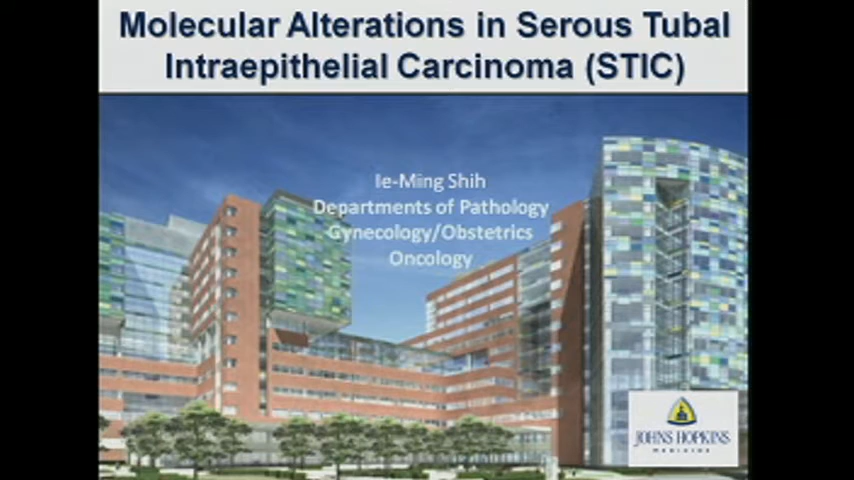 Molecular Alterations in Serous Tubal
Intraepithelial Carcinoma (STIC)
Ie-Ming Shih
Departments of Pathology
Gynecology/Obstetrics
Oncology
JOHNS HOPKINS
MEDICINE